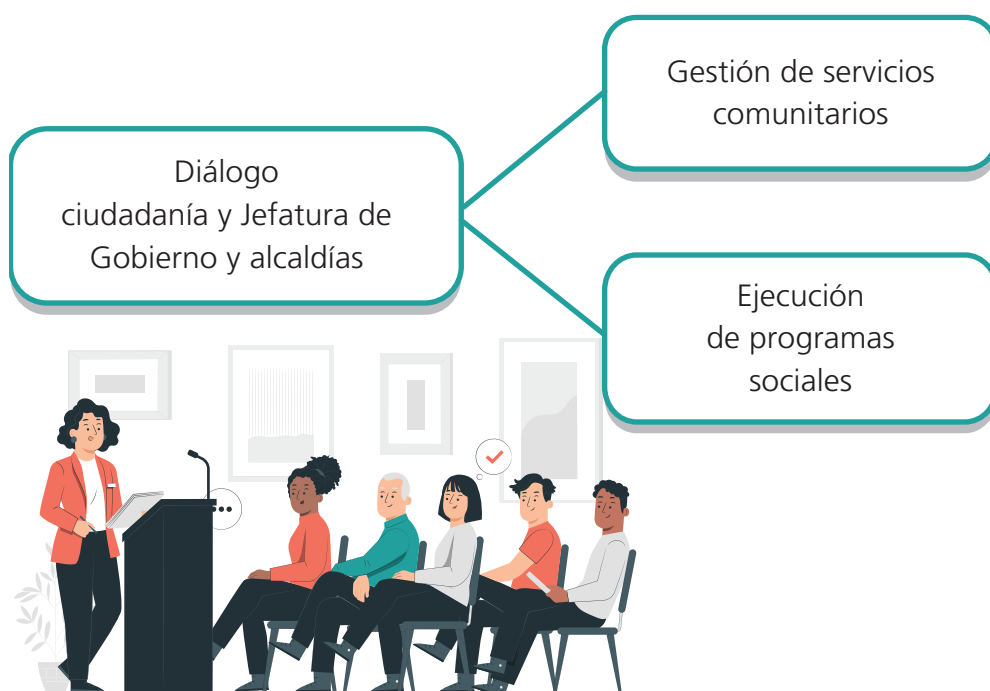 Diálogo
ciudadanía y Jefatura de
Gobierno y alcaldías
Gestión de servicios
comunitarios
Ejecución
de programas
sociales